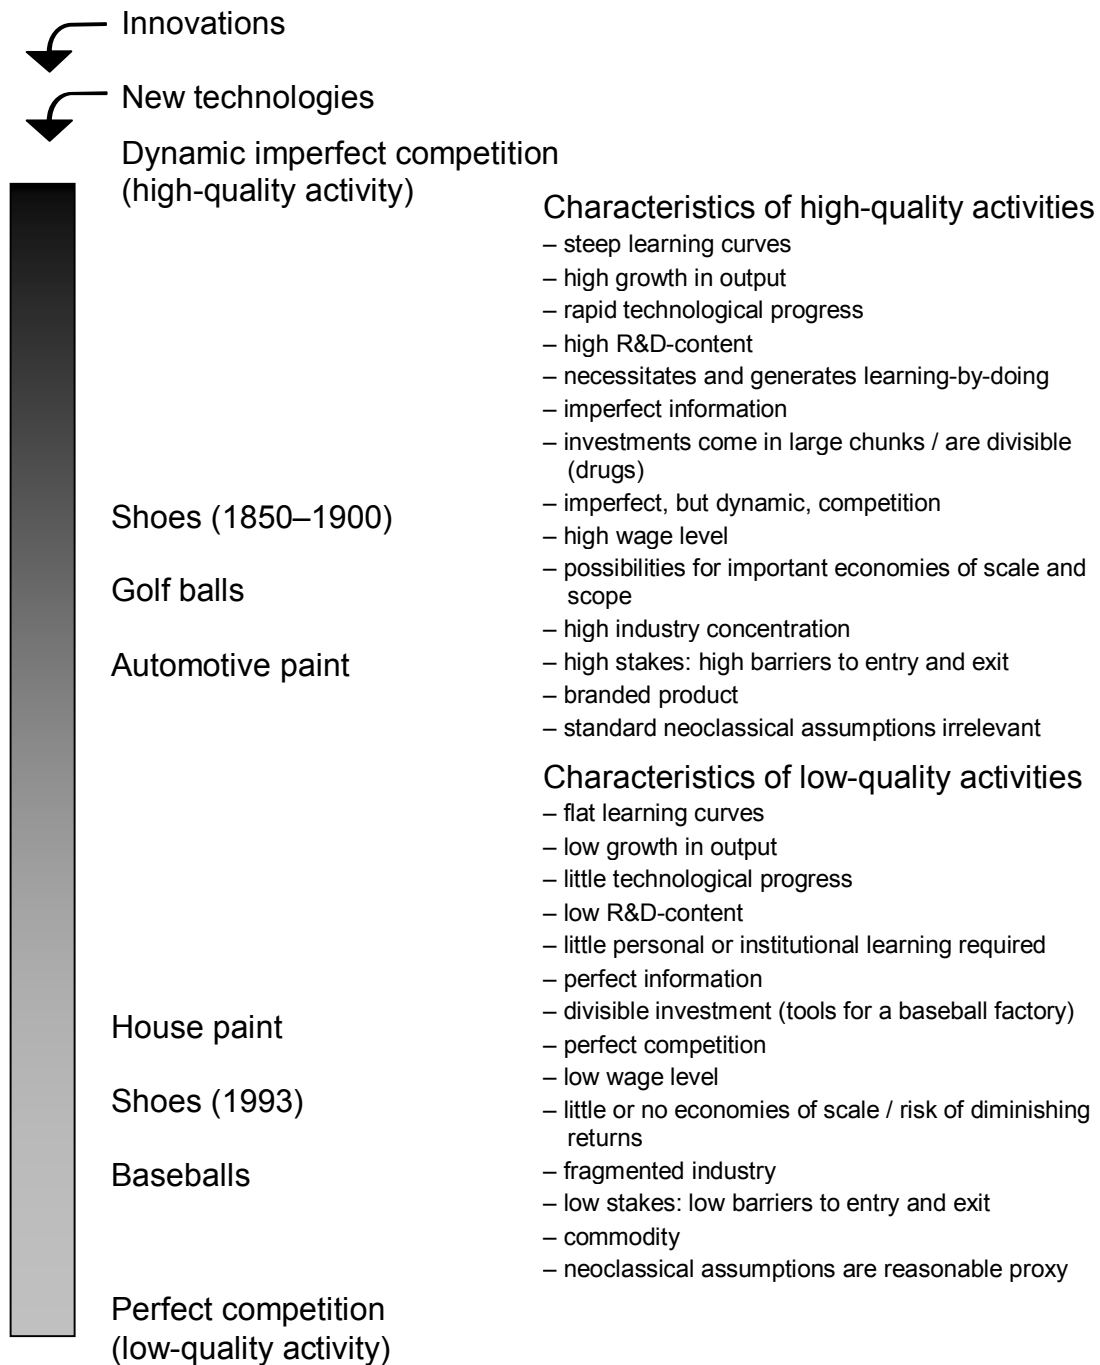 Innovations
New technologies
Dynamic imperfect competition
(high-quality activity)
Shoes (1850–1900)
Golf balls
Automotive paint
House paint
Shoes (1993)
Baseballs
Perfect competition
(low-quality activity)
Characteristics of high-quality activities
– steep learning curves
– high growth in output
– rapid technological progress
– high R&D-content
– necessitates and generates learning-by-doing
– imperfect information
– investments come in large chunks / are divisible
(drugs)
– imperfect, but dynamic, competition
– high wage level
– possibilities for important economies of scale and
scope
– high industry concentration
– high stakes: high barriers to entry and exit
– branded product
– standard neoclassical assumptions irrelevant
Characteristics of low-quality activities
– flat learning curves
– low growth in output
– little technological progress
– low R&D-content
– little personal or institutional learning required
– perfect information
– divisible investment (tools for a baseball factory)
– perfect competition
– low wage level
– little or no economies of scale / risk of diminishing
returns
– fragmented industry
– low stakes: low barriers to entry and exit
– commodity
– neoclassical assumptions are reasonable proxy